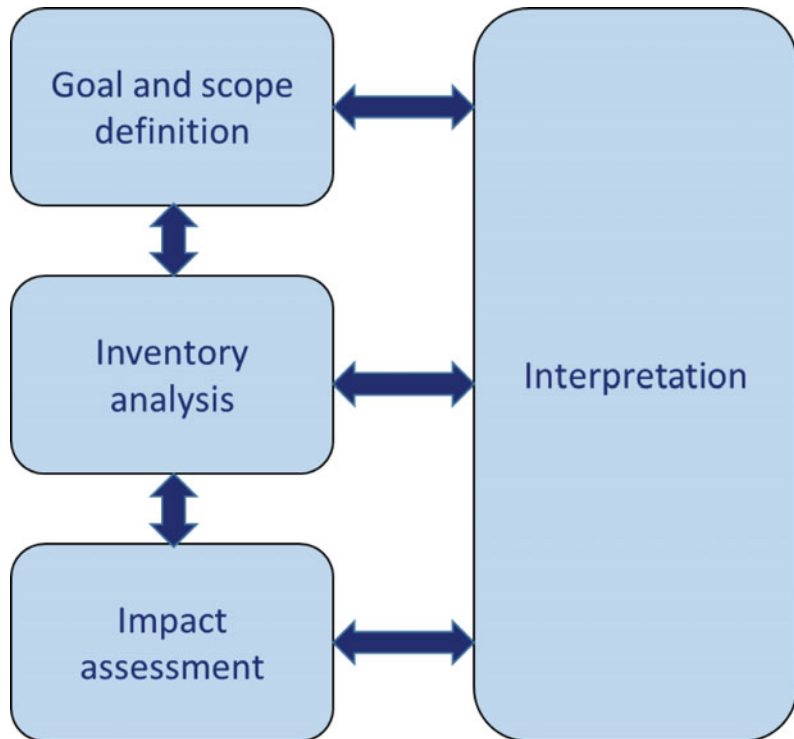 Goal and scope
definition
Inventory
analysis
Impact
assessment
Interpretation